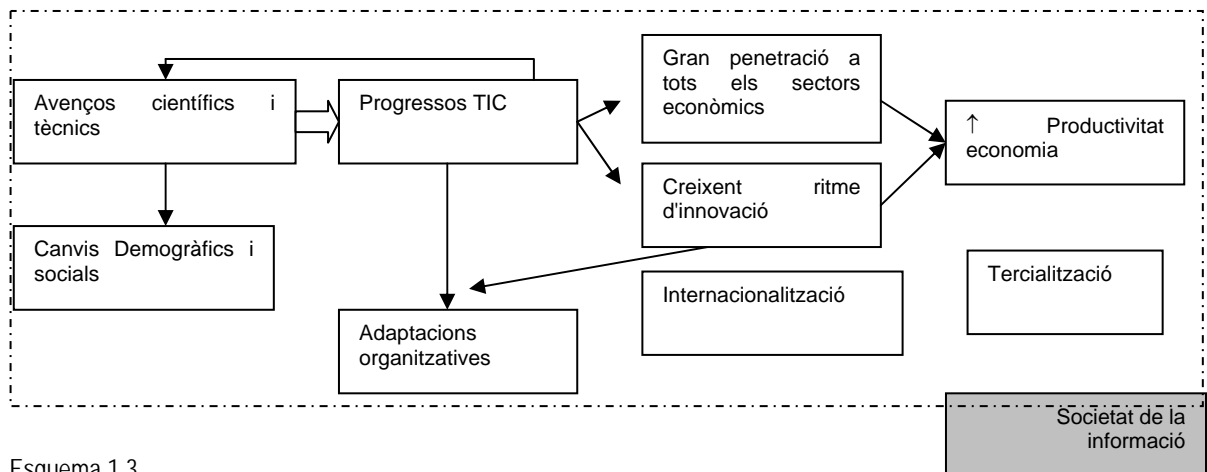 Avenços científics i
tècnics
Progressos TIC
Gran penetració a
tots els sectors
econòmics
↑ Productivitat
economia
Creixent ritme
d'innovació
Canvis Demogràfics i
socials
Internacionalització
Tercialització
Adaptacions
organitzatives
Societat de la
informació
Esquema 1.3